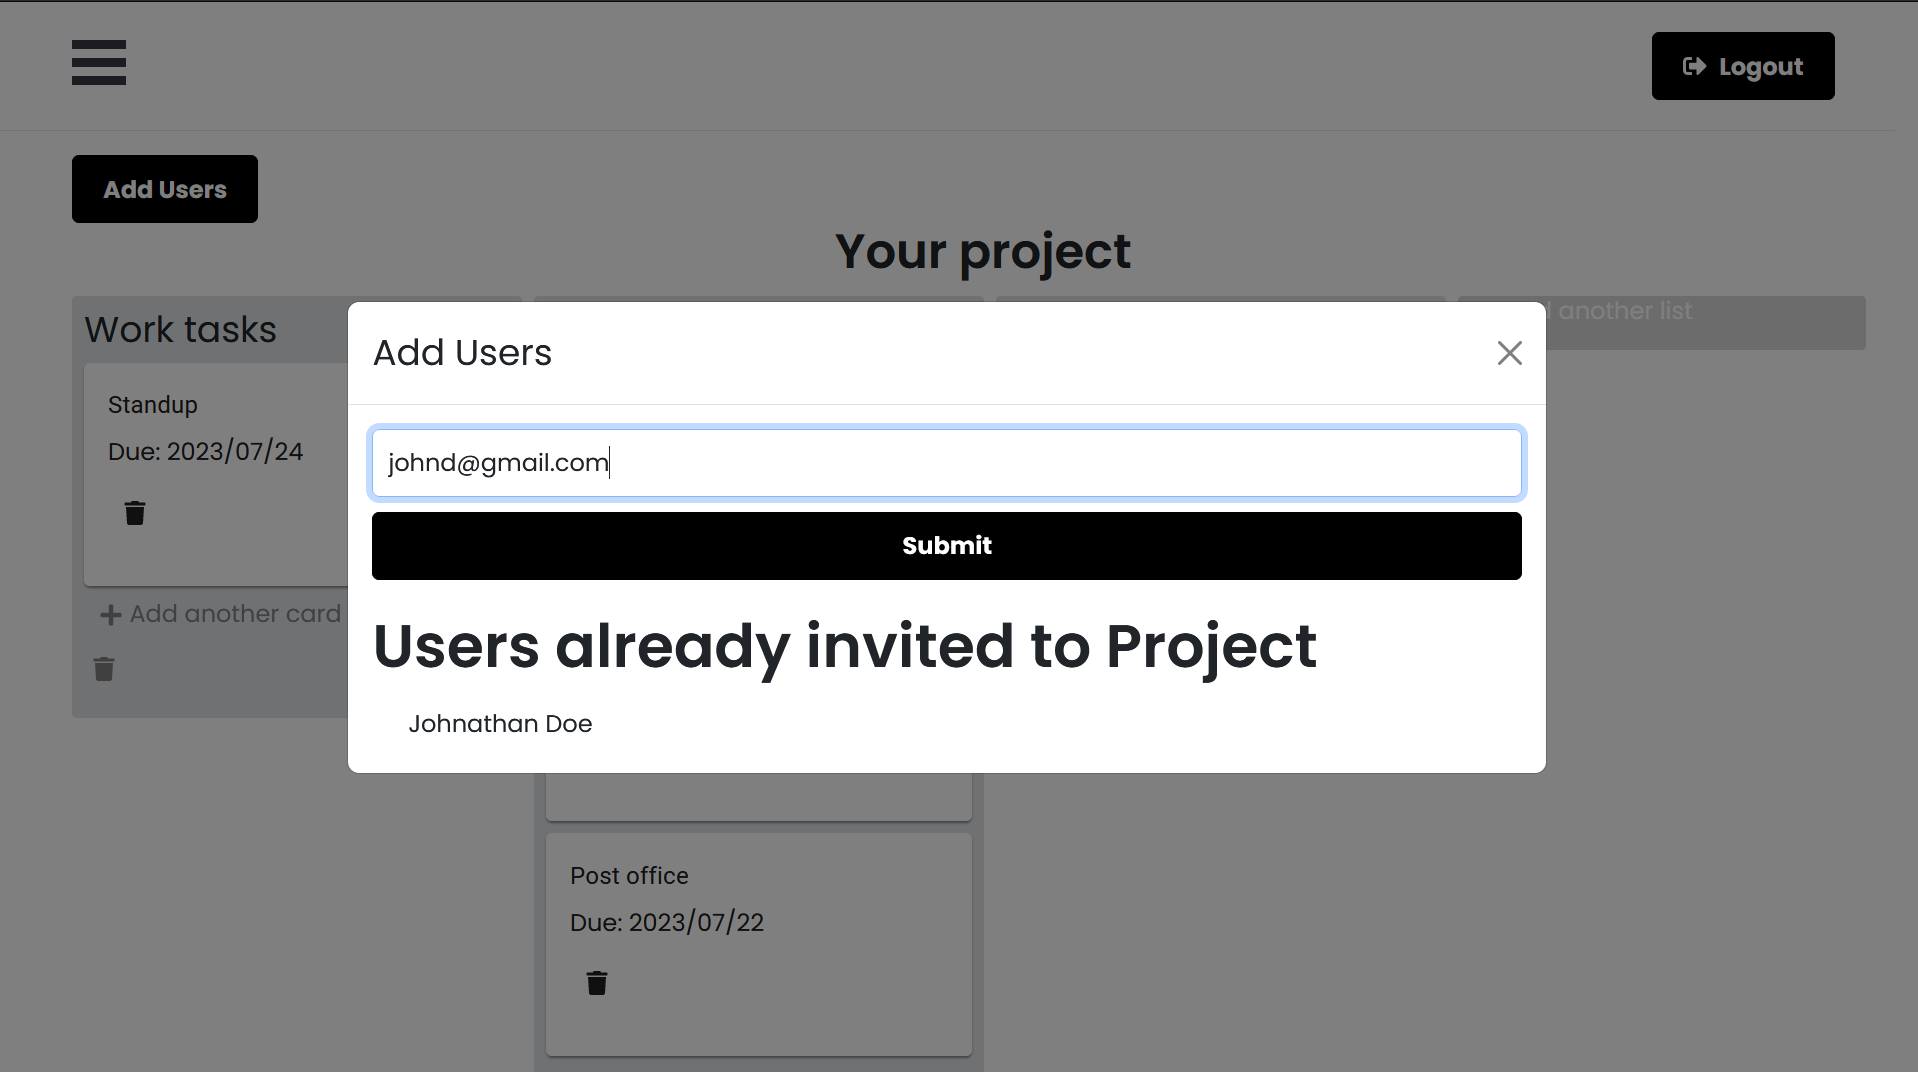 Logout
Add Users
Your project
Work tasks
another list
Add Users
Standup
Due: 2023/07/24
johnd@gmail.com
Submit
Add another card
Users already invited to Project
Johnathan Doe
Post office
Due: 2023/07/22